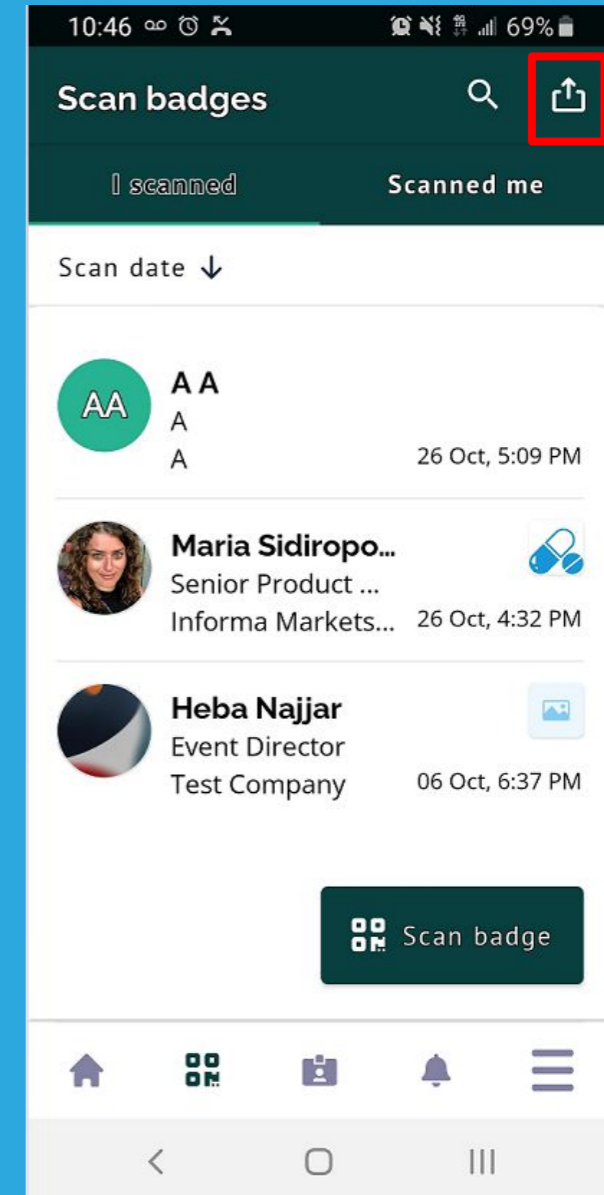 10:46 69%
Scan badges
I scanned Scanned me
Scan date ↓
AA
A A
A
A 26 Oct, 5:09 PM
Maria Sidiropo...
Senior Product ...
Informa Markets... 26 Oct, 4:32 PM
Heba Najjar
Event Director
Test Company 06 Oct, 6:37 PM
Scan badge